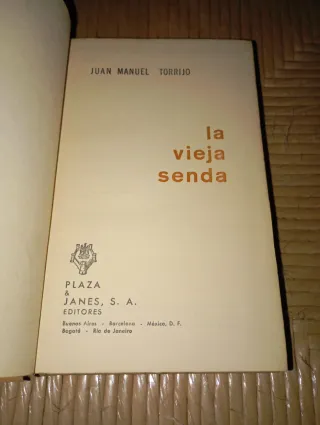 JUAN MANUEL TORRIJO
la
vieja
senda
PLAZA
&
JANES, S. A.
EDITORES
Buenos Aires - Barcelona - México, D. F.
Bogotá - Río de Janeiro